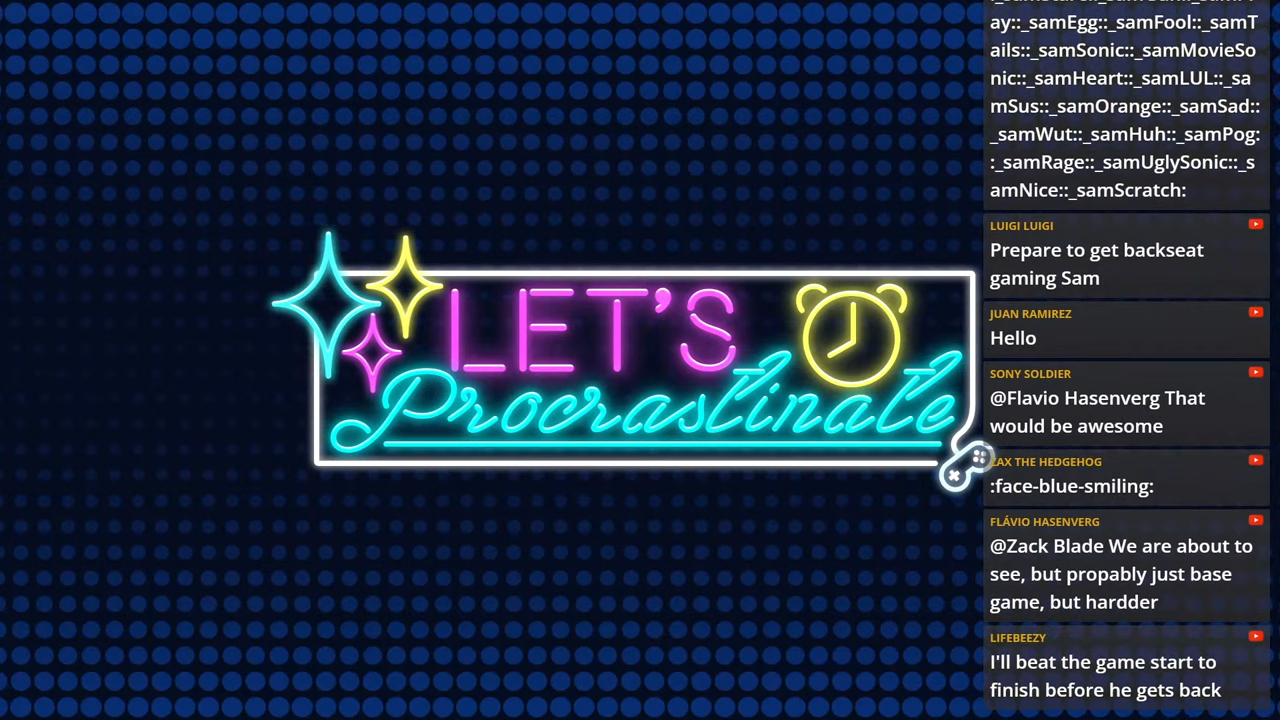 LET'S
Procrastinate
ay::_samEgg::_samFool::_samT
ails::_samSonic::_samMovieSo
nic::_samHeart::_samLUL::_sa
mSus::_samOrange::_samSad::
_samWut::_samHuh::_samPog:
:_samRage::_samUglySonic::_s
amNice::_samScratch:
LUIGI LUIGI
Prepare to get backseat
gaming Sam
JUAN RAMIREZ
Hello
SONY SOLDIER
@Flavio Hasenverg That
would be awesome
ZAX THE HEDGEHOG
:face-blue-smiling:
FLÁVIO HASENVERG
@Zack Blade We are about to
see, but propably just base
game, but hardder
LIFEBEEZY
I'll beat the game start to
finish before he gets back